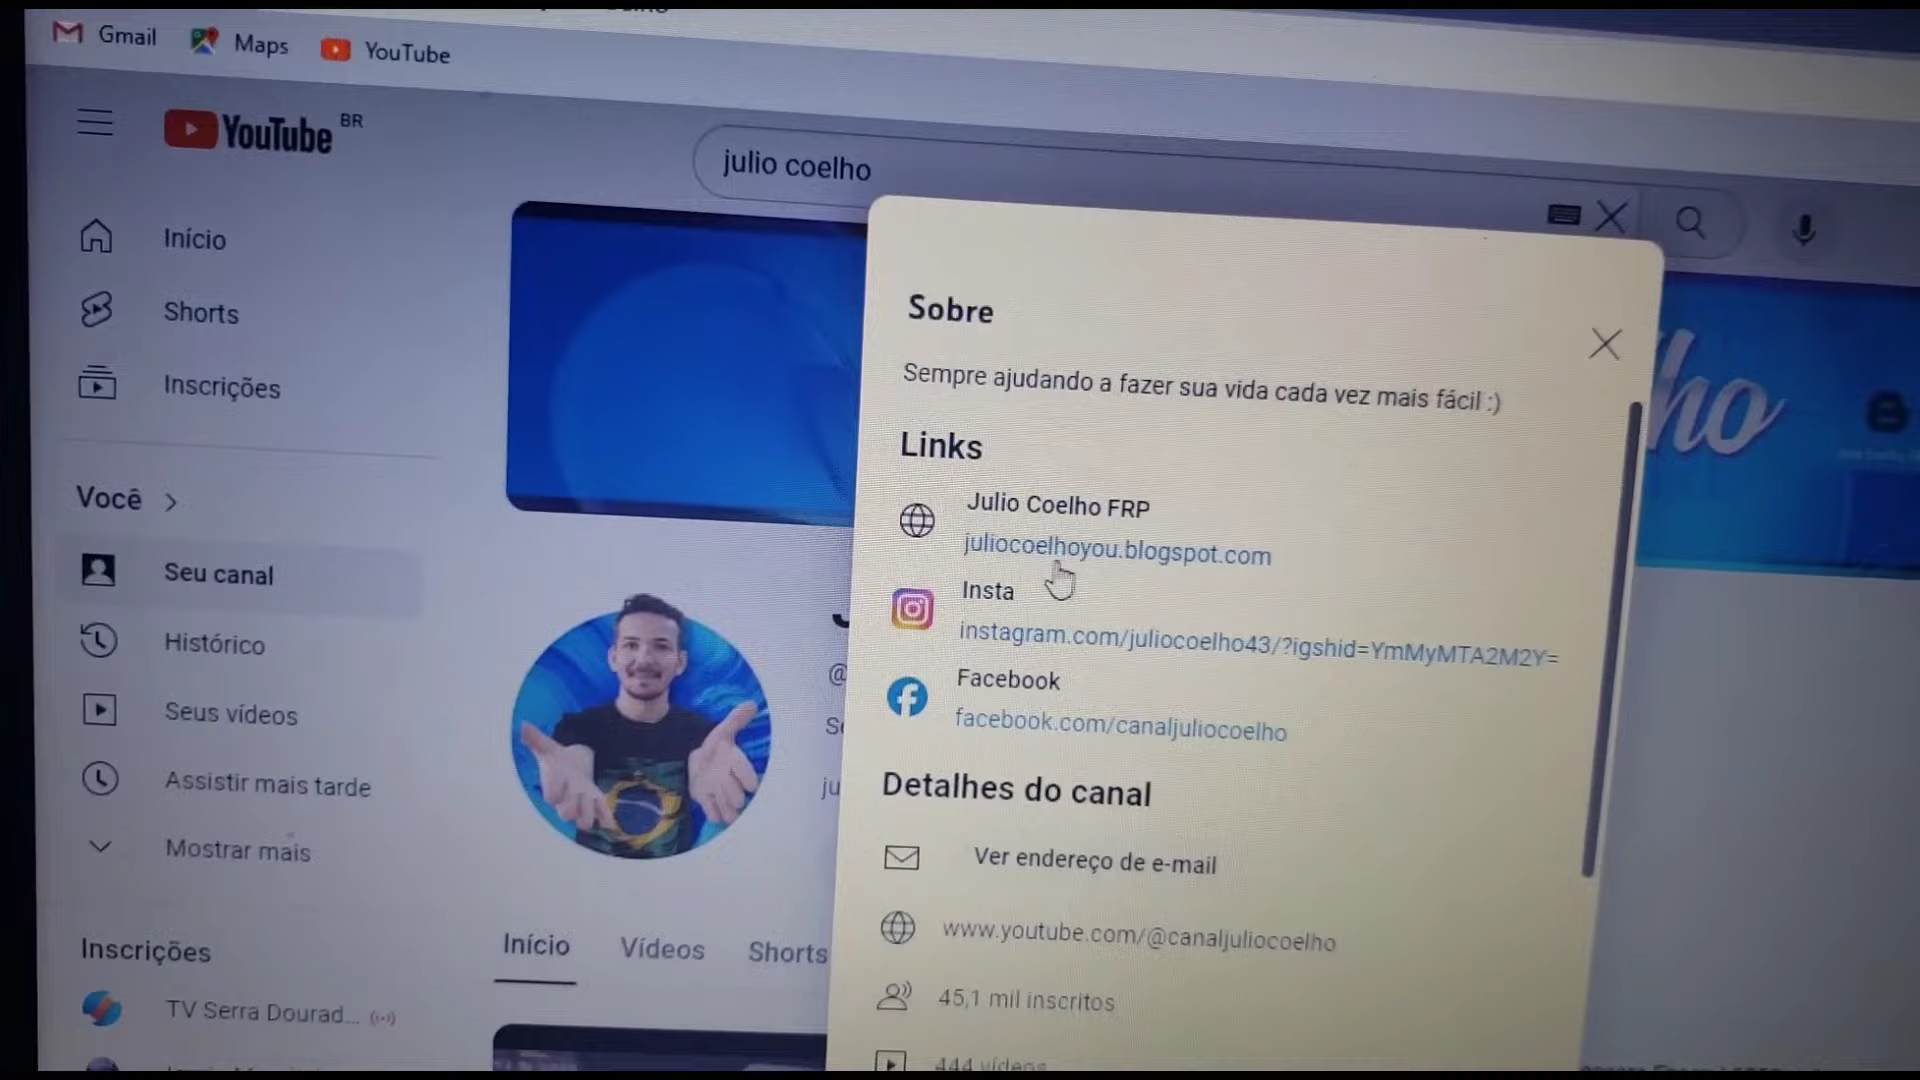 Gmail
Maps
YouTube
YouTube BR
julio coelho
Início
Shorts
Inscrições
Você
Seu canal
Histórico
Seus vídeos
Assistir mais tarde
Mostrar mais
Inscrições
TV Serra Dourad...
Início
Vídeos
Shorts
Sobre
Sempre ajudando a fazer sua vida cada vez mais fácil :)
Links
Julio Coelho FRP
juliocoelhoyou.blogspot.com
Insta
instagram.com/juliocoelho43/?igshid=YmMyMTA2M2Y=
Facebook
facebook.com/canaljuliocoelho
Detalhes do canal
Ver endereço de e-mail
www.youtube.com/@canaljuliocoelho
45,1 mil inscritos
444 vídeos